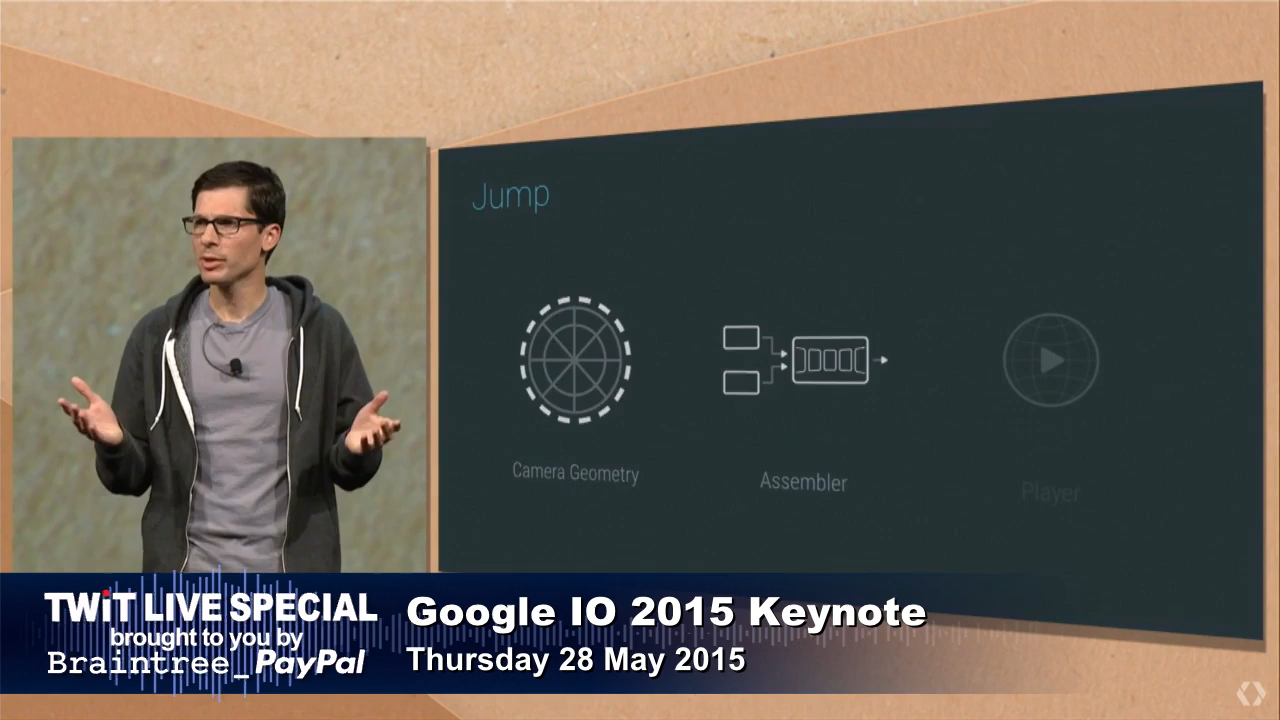 Jump
Camera Geometry
Assembler
Player
TWiT LIVE SPECIAL
brought to you by
Braintree_PayPal
Google IO 2015 Keynote
Thursday 28 May 2015